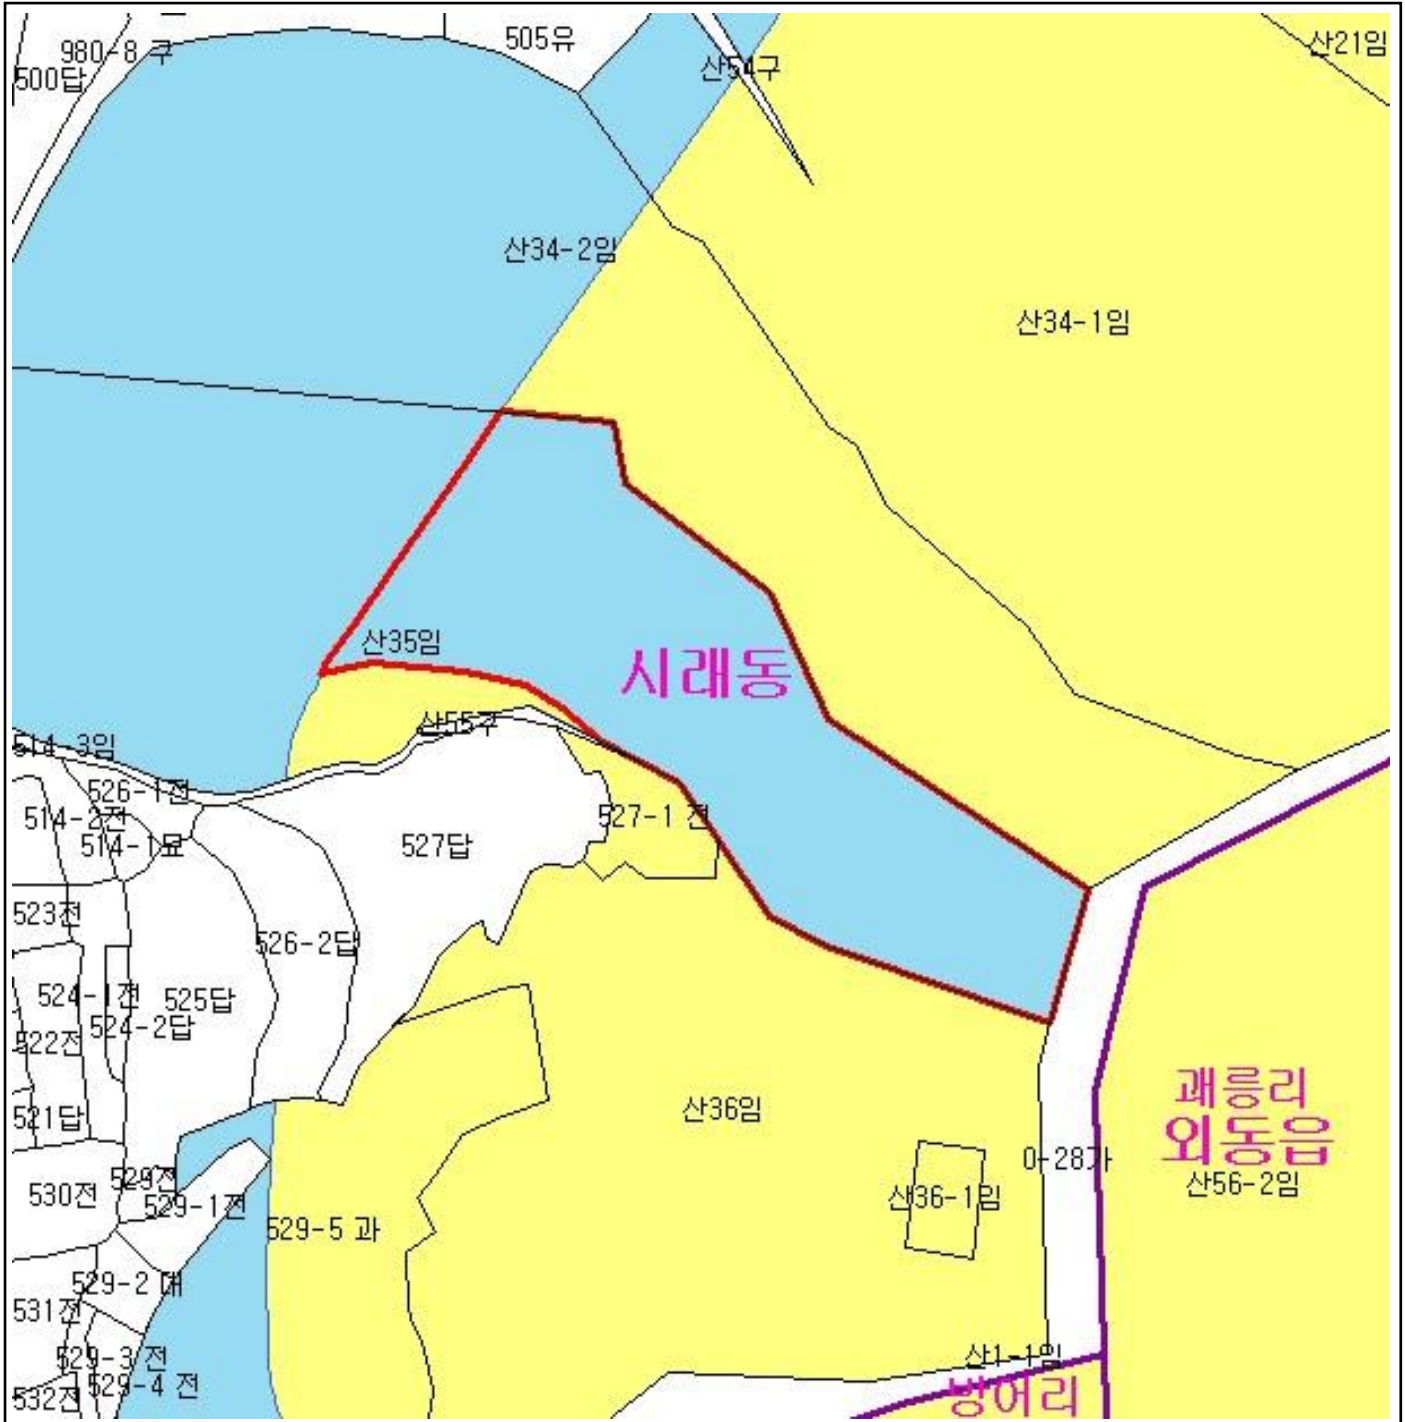 505유
산21임
980-8 구
산54구
500답
산34-2임
산34-1임
산35임
시래동
산55구
514-3임
526-1전
514-2전
527-1 전
514-1묘
527답
523전
526-2답
524-1전
525답
524-2답
522전
괘릉리
산36임
521답
외동읍
0-28가
529전
530전
산56-2임
529-1전
산36-1임
529-5 과
529-2 대
531전
529-3 전
산1-1임
529-4 전
532전
방어리